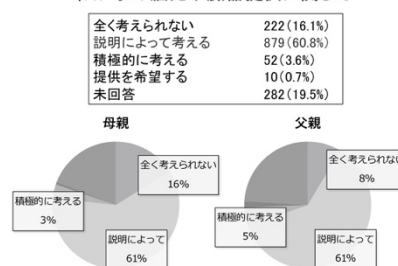 全く考えられない 222(16.1%)
説明によって考える 879(60.8%)
積極的に考える 52(3.6%)
提供を希望する 10(0.7%)
未回答 282(19.5%)
母親 父親
全く考えられない
16%
積極的に考える
3%
説明によって
61%
全く考えられない
8%
積極的に考える
5%
説明によって
61%